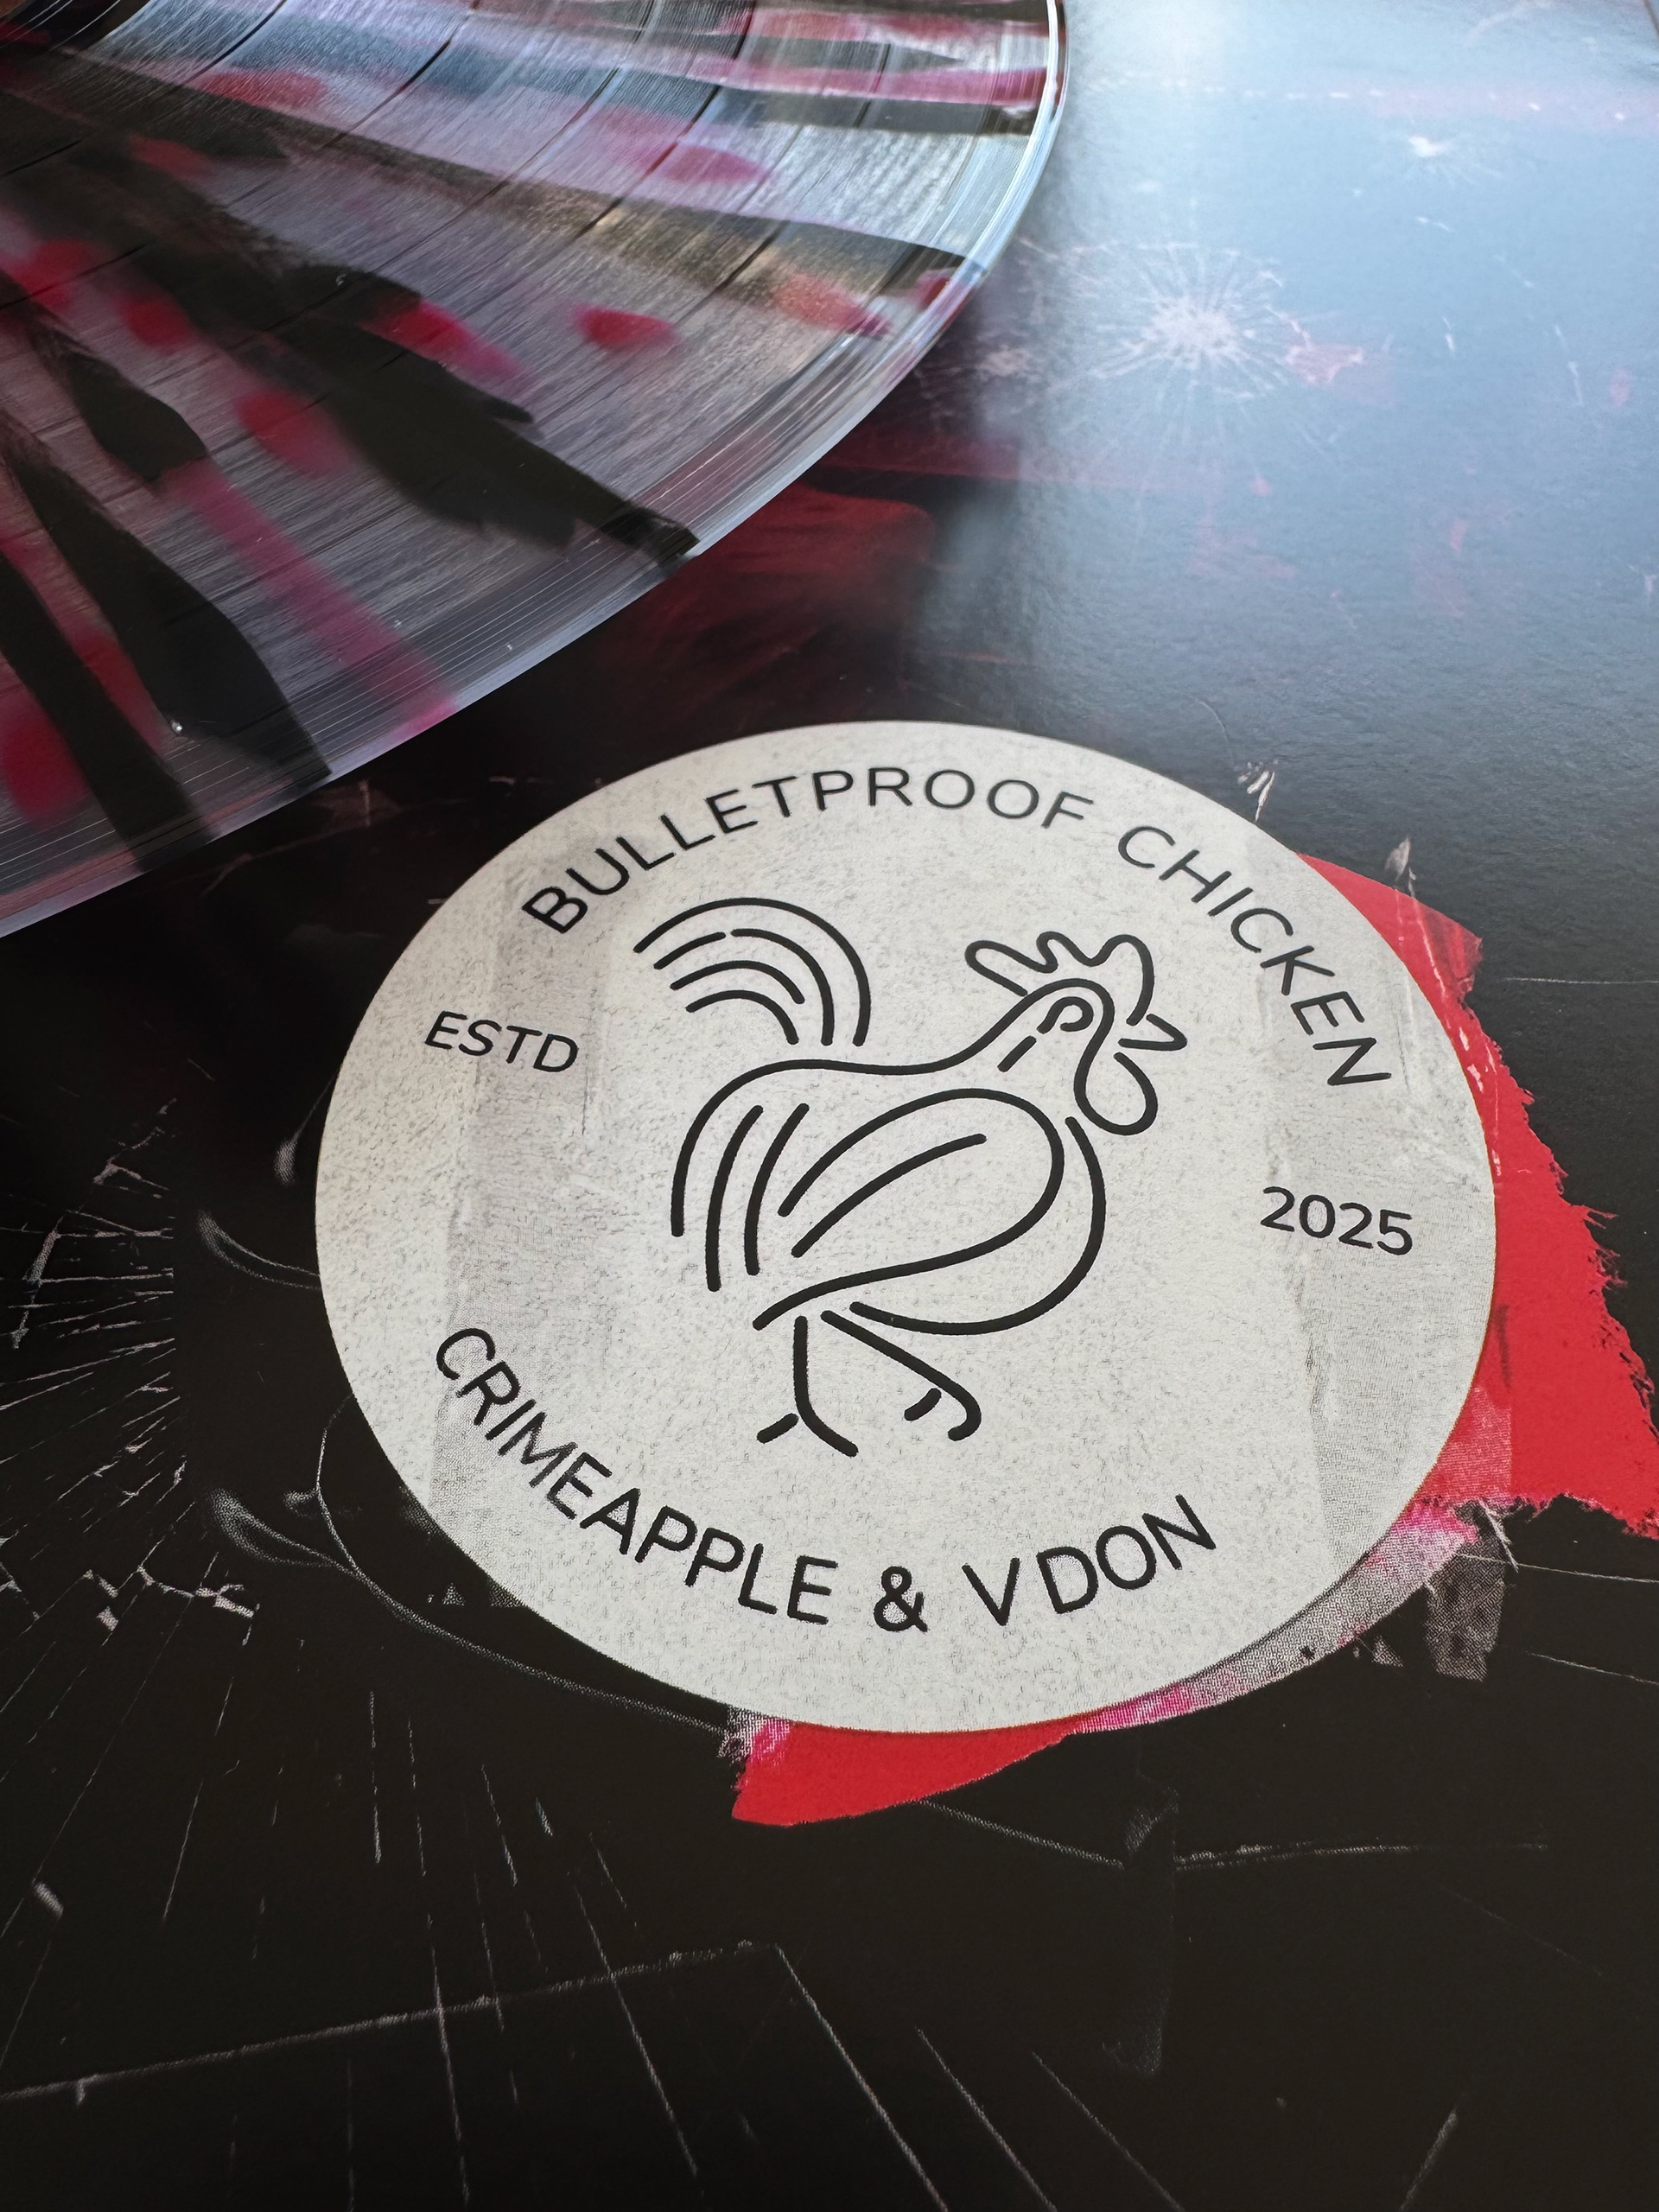 BULLETPROOF CHICKEN
ESTD
2025
CRIMEAPPLE & V DON